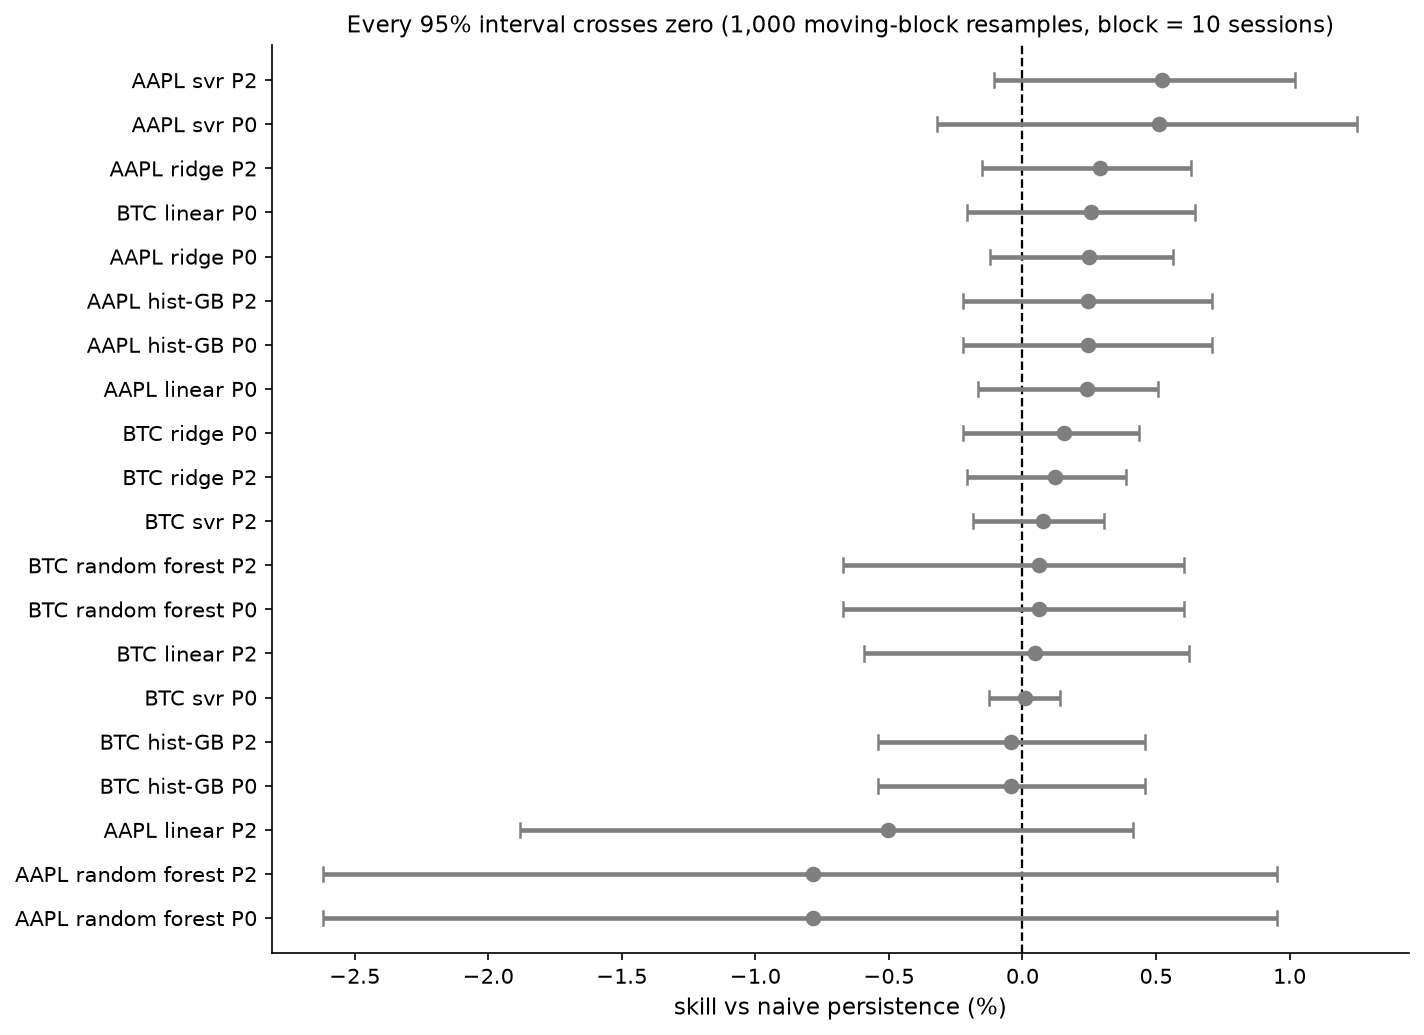 Every 95% interval crosses zero (1,000 moving-block resamples, block = 10 sessions)
AAPL svr P2
AAPL svr P0
AAPL ridge P2
BTC linear P0
AAPL ridge P0
AAPL hist-GB P2
AAPL hist-GB P0
AAPL linear P0
BTC ridge P0
BTC ridge P2
BTC svr P2
BTC random forest P2
BTC random forest P0
BTC linear P2
BTC svr P0
BTC hist-GB P2
BTC hist-GB P0
AAPL linear P2
AAPL random forest P2
AAPL random forest P0
−2.5 −2.0 −1.5 −1.0 −0.5 0.0 0.5 1.0
skill vs naive persistence (%)